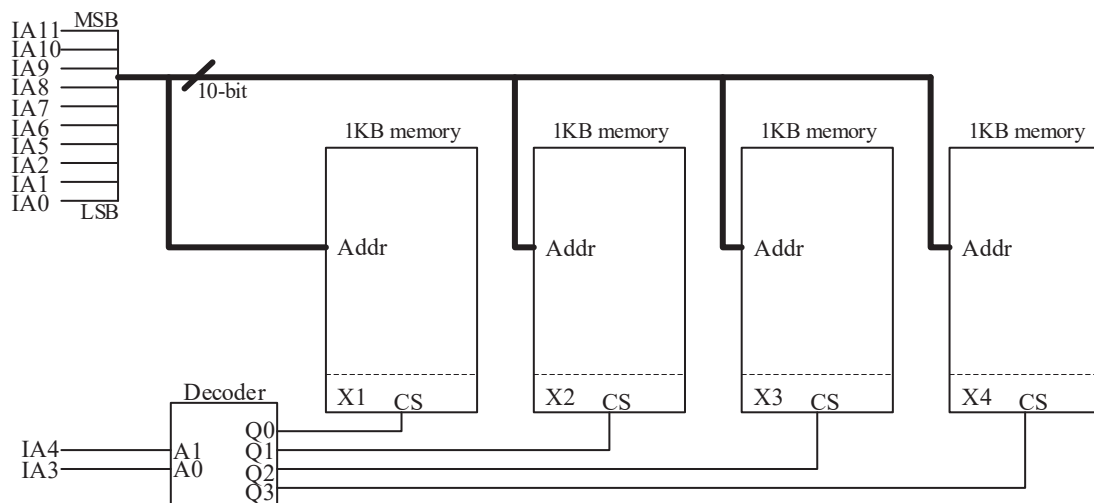 MSB
IA11
IA10
IA9
IA8
IA7
IA6
IA5
IA2
IA1
IA0
LSB
10-bit
1KB memory
1KB memory
1KB memory
1KB memory
Addr
Addr
Addr
Addr
X1
CS
X2
CS
X3
CS
X4
CS
Decoder
IA4
IA3
A1
A0
Q0
Q1
Q2
Q3